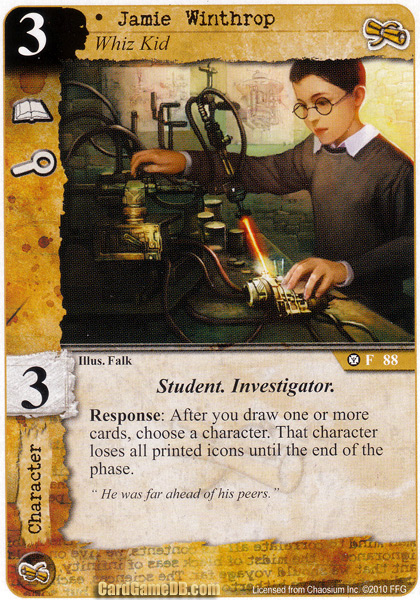 3
• Jamie Winthrop
Whiz Kid
Illus. Falk
F 88
3
Character
Student. Investigator.
Response: After you draw one or more
cards, choose a character. That character
loses all printed icons until the end of the
phase.
“ He was far ahead of his peers.”
CardGameDB.com
Licensed from Chaosium Inc. ©2010 FFG